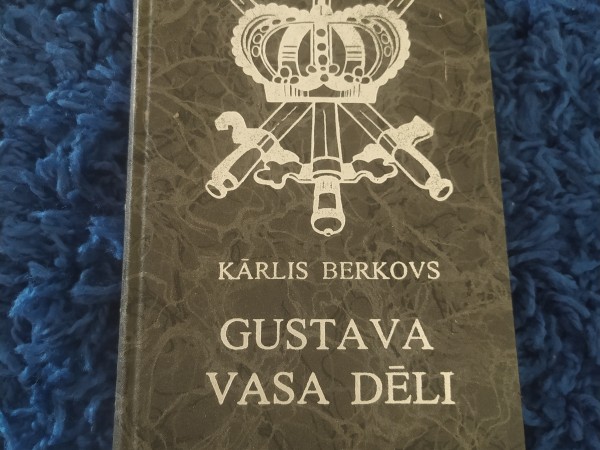 KĀRLIS BERKOVS
GUSTAVA
VASA DĒLI